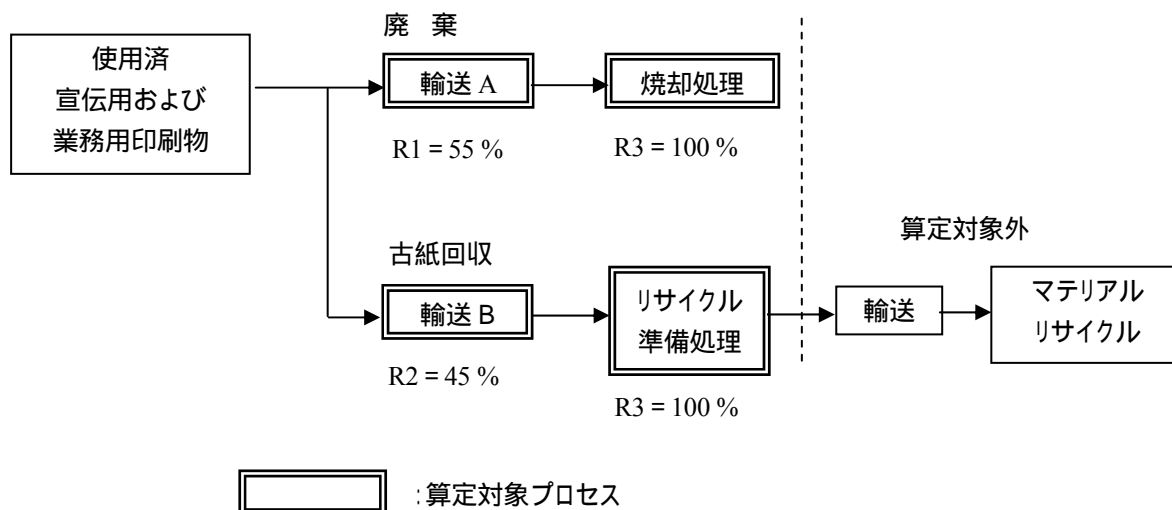 廃 棄
使用済
宣伝用および
業務用印刷物
輸送 A
焼却処理
R1 = 55 %
R3 = 100 %
古紙回収
輸送 B
リサイクル
準備処理
R2 = 45 %
R3 = 100 %
算定対象外
輸送
マテリアル
リサイクル
:算定対象プロセス